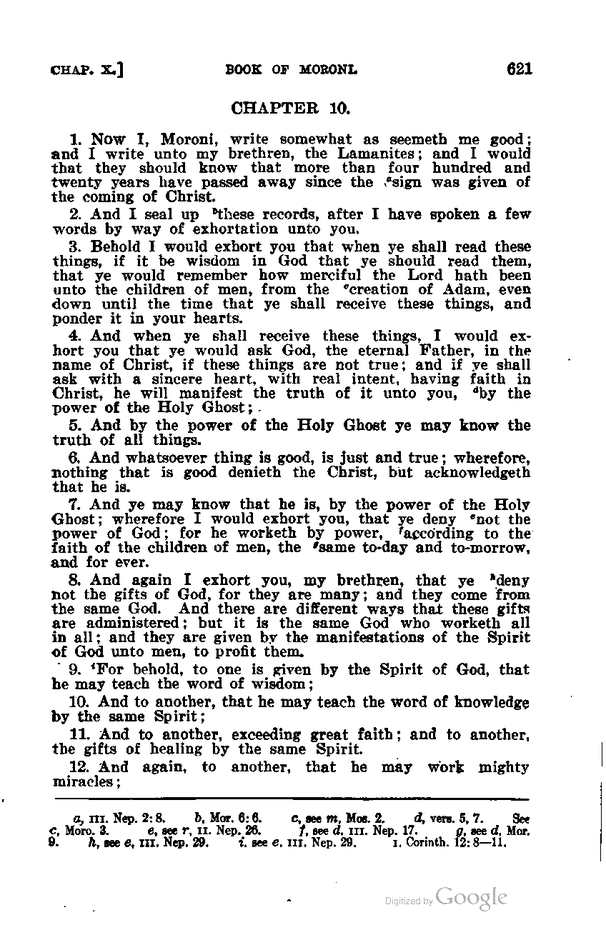 CHAP. X.] BOOK OF MORONI. 621
CHAPTER 10.
1. Now I, Moroni, write somewhat as seemeth me good;
and I write unto my brethren, the Lamanites; and I would
that they should know that more than four hundred and
twenty years have passed away since the ᵃsign was given of
the coming of Christ.
2. And I seal up ᵇthese records, after I have spoken a few
words by way of exhortation unto you.
3. Behold I would exhort you that when ye shall read these
things, if it be wisdom in God that ye should read them,
that ye would remember how merciful the Lord hath been
unto the children of men, from the ᶜcreation of Adam, even
down until the time that ye shall receive these things, and
ponder it in your hearts.
4. And when ye shall receive these things, I would ex-
hort you that ye would ask God, the eternal Father, in the
name of Christ, if these things are not true; and if ye shall
ask with a sincere heart, with real intent, having faith in
Christ, he will manifest the truth of it unto you, ᵈby the
power of the Holy Ghost;
5. And by the power of the Holy Ghost ye may know the
truth of all things.
6. And whatsoever thing is good, is just and true; wherefore,
nothing that is good denieth the Christ, but acknowledgeth
that he is.
7. And ye may know that he is, by the power of the Holy
Ghost; wherefore I would exhort you, that ye deny ᵉnot the
power of God; for he worketh by power, ᶠaccording to the
faith of the children of men, the ᵍsame to-day and to-morrow,
and for ever.
8. And again I exhort you, my brethren, that ye ʰdeny
not the gifts of God, for they are many; and they come from
the same God. And there are different ways that these gifts
are administered; but it is the same God who worketh all
in all; and they are given by the manifestations of the Spirit
of God unto men, to profit them.
9. ⁱFor behold, to one is given by the Spirit of God, that
he may teach the word of wisdom;
10. And to another, that he may teach the word of knowledge
by the same Spirit;
11. And to another, exceeding great faith; and to another,
the gifts of healing by the same Spirit.
12. And again, to another, that he may work mighty
miracles;
a, III. Nep. 2:8. b, Mor. 6:6. c, see m, Mos. 2. d, vers. 5, 7. See
c, Moro. 3. e, see r, II. Nep. 26. f, see d, III. Nep. 17. g, see d, Mor.
9. h, see e, III. Nep. 29. i, see e, III. Nep. 29. I. Corinth. 12:8—11.
Digitized by Google